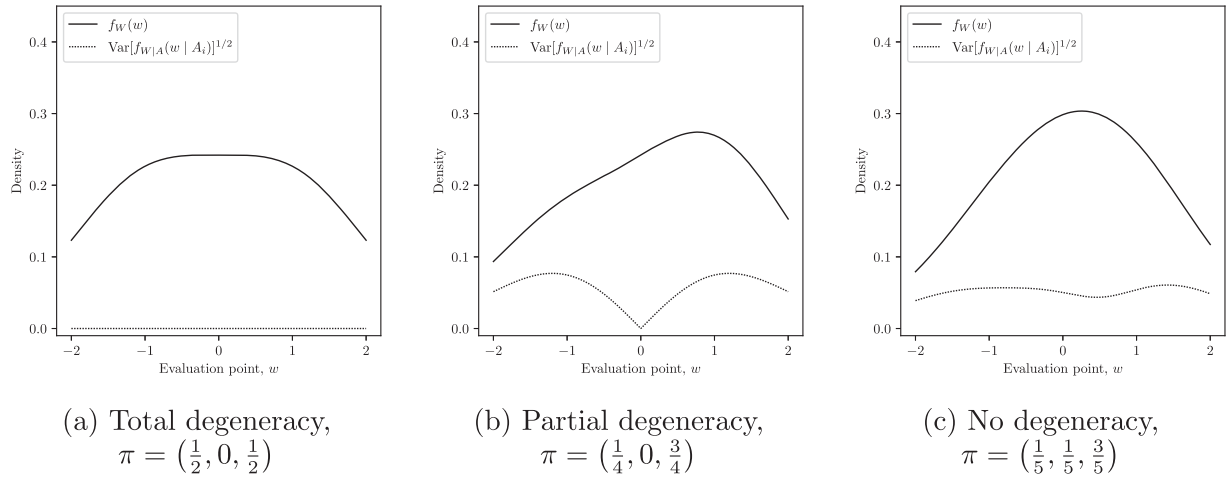 f_W(w)
Var[f_{W|A}(w | A_i)]^{1/2}
0.4
0.3
0.2
0.1
0.0
Density
−2 −1 0 1 2
Evaluation point, w
(a) Total degeneracy,
π = (1/2, 0, 1/2)
f_W(w)
Var[f_{W|A}(w | A_i)]^{1/2}
0.4
0.3
0.2
0.1
0.0
Density
−2 −1 0 1 2
Evaluation point, w
(b) Partial degeneracy,
π = (1/4, 0, 3/4)
f_W(w)
Var[f_{W|A}(w | A_i)]^{1/2}
0.4
0.3
0.2
0.1
0.0
Density
−2 −1 0 1 2
Evaluation point, w
(c) No degeneracy,
π = (1/5, 1/5, 3/5)